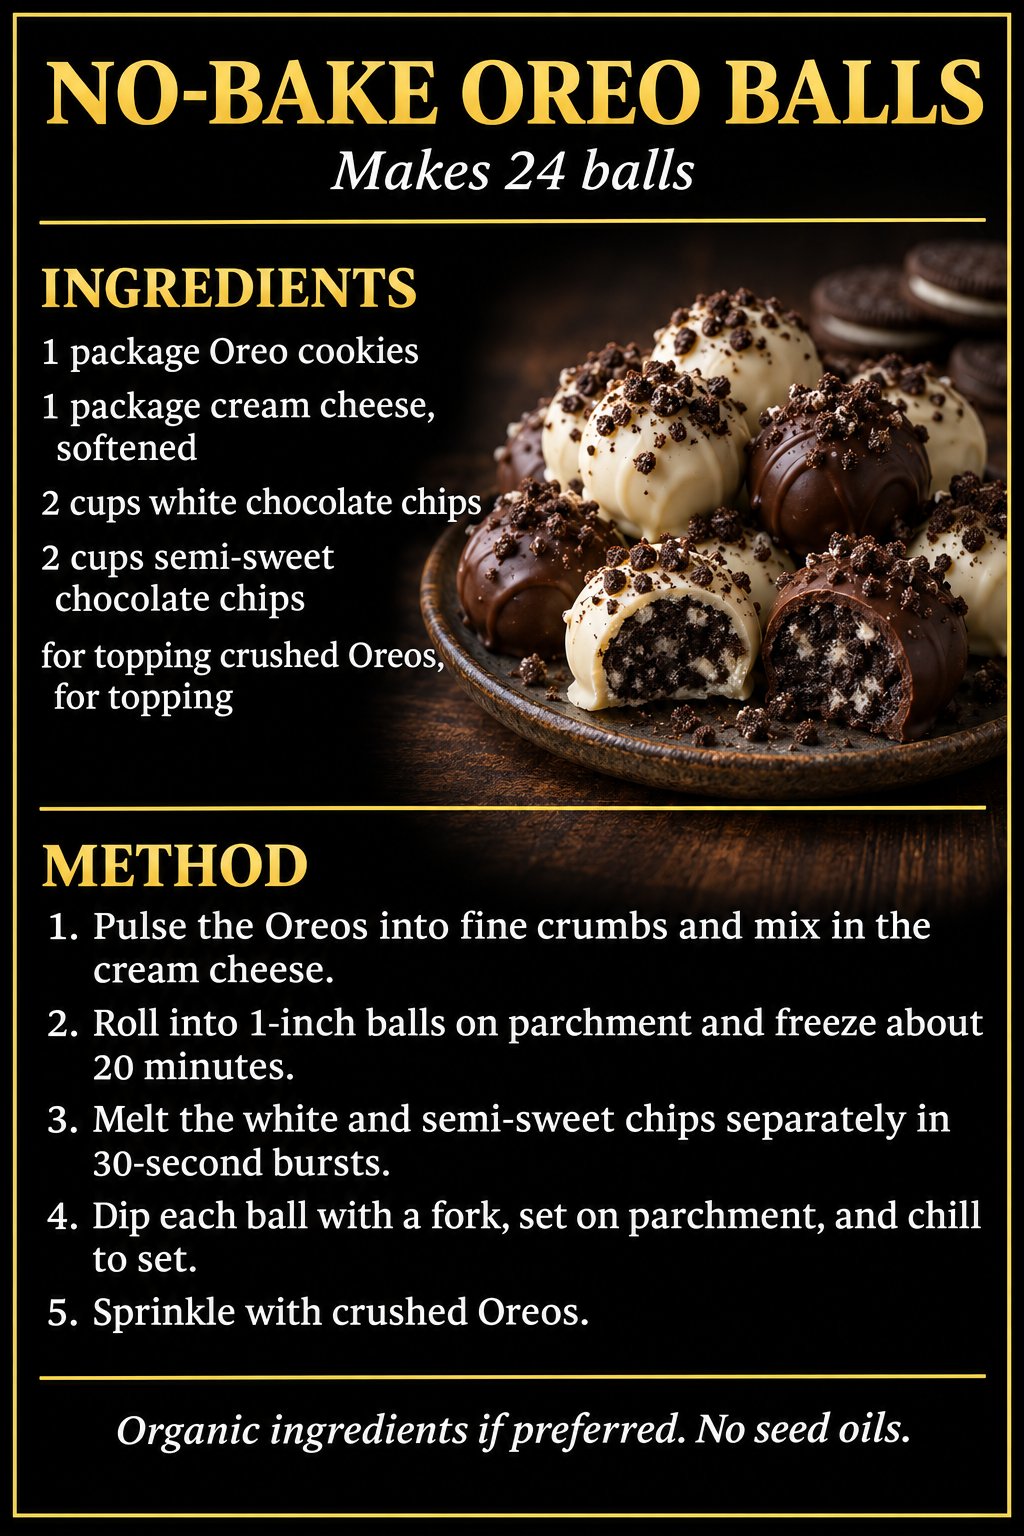 NO-BAKE OREO BALLS
Makes 24 balls
INGREDIENTS
1 package Oreo cookies
1 package cream cheese,
softened
2 cups white chocolate chips
2 cups semi-sweet
chocolate chips
for topping crushed Oreos,
for topping
METHOD
1. Pulse the Oreos into fine crumbs and mix in the
cream cheese.
2. Roll into 1-inch balls on parchment and freeze about
20 minutes.
3. Melt the white and semi-sweet chips separately in
30-second bursts.
4. Dip each ball with a fork, set on parchment, and chill
to set.
5. Sprinkle with crushed Oreos.
Organic ingredients if preferred. No seed oils.